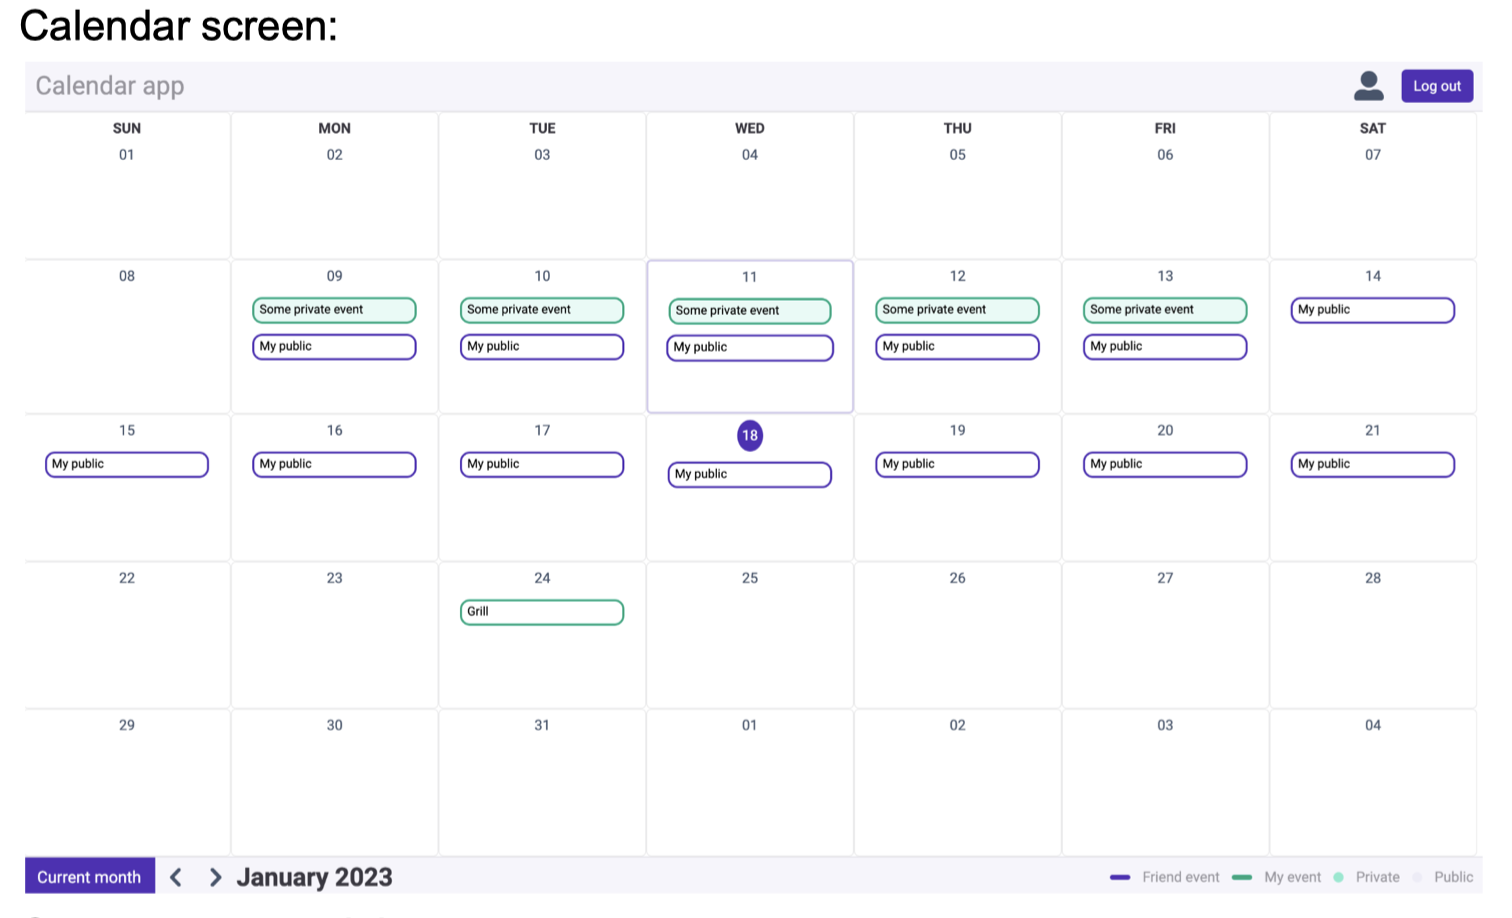 Calendar screen:
Calendar app
Log out
SUN MON TUE WED THU FRI SAT
01 02 03 04 05 06 07
08 09 10 11 12 13 14
Some private event Some private event Some private event Some private event Some private event My public
My public My public My public My public My public
15 16 17 18 19 20 21
My public My public My public My public My public My public My public
22 23 24 25 26 27 28
Grill
29 30 31 01 02 03 04
Current month January 2023 Friend event My event Private Public